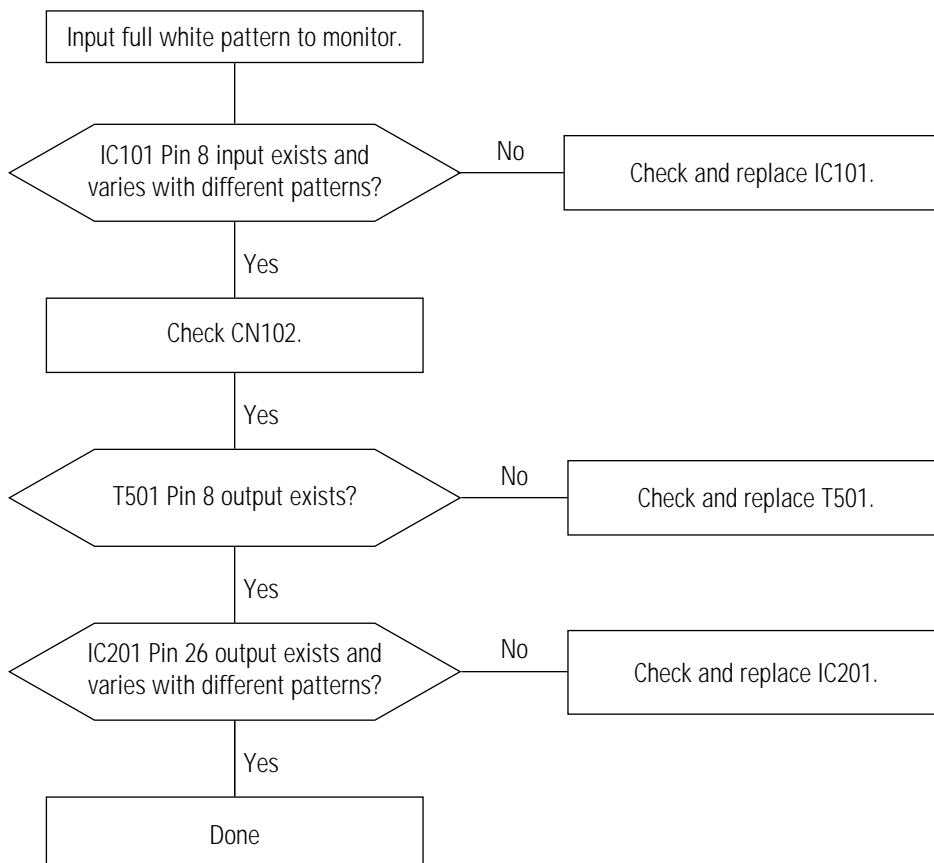 Input full white pattern to monitor.
IC101 Pin 8 input exists and
varies with different patterns?
No
Check and replace IC101.
Yes
Check CN102.
Yes
T501 Pin 8 output exists?
No
Check and replace T501.
Yes
IC201 Pin 26 output exists and
varies with different patterns?
No
Check and replace IC201.
Yes
Done